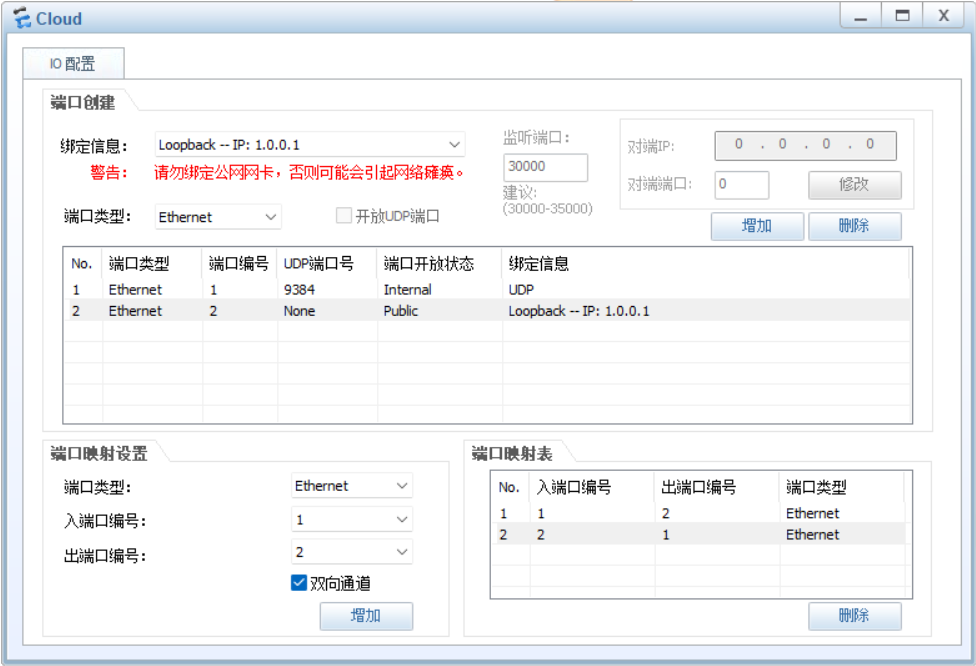 Cloud
IO 配置
端口创建
绑定信息: Loopback -- IP: 1.0.0.1
警告: 请勿绑定公网网卡，否则可能会引起网络瘫痪。
端口类型: Ethernet 开放UDP端口
监听端口:
30000
建议:
(30000-35000)
对端IP: 0 . 0 . 0 . 0
对端端口: 0 修改
增加 删除
No. 端口类型 端口编号 UDP端口号 端口开放状态 绑定信息
1 Ethernet 1 9384 Internal UDP
2 Ethernet 2 None Public Loopback -- IP: 1.0.0.1
端口映射设置
端口类型: Ethernet
入端口编号: 1
出端口编号: 2
双向通道
增加
端口映射表
No. 入端口编号 出端口编号 端口类型
1 1 2 Ethernet
2 2 1 Ethernet
删除